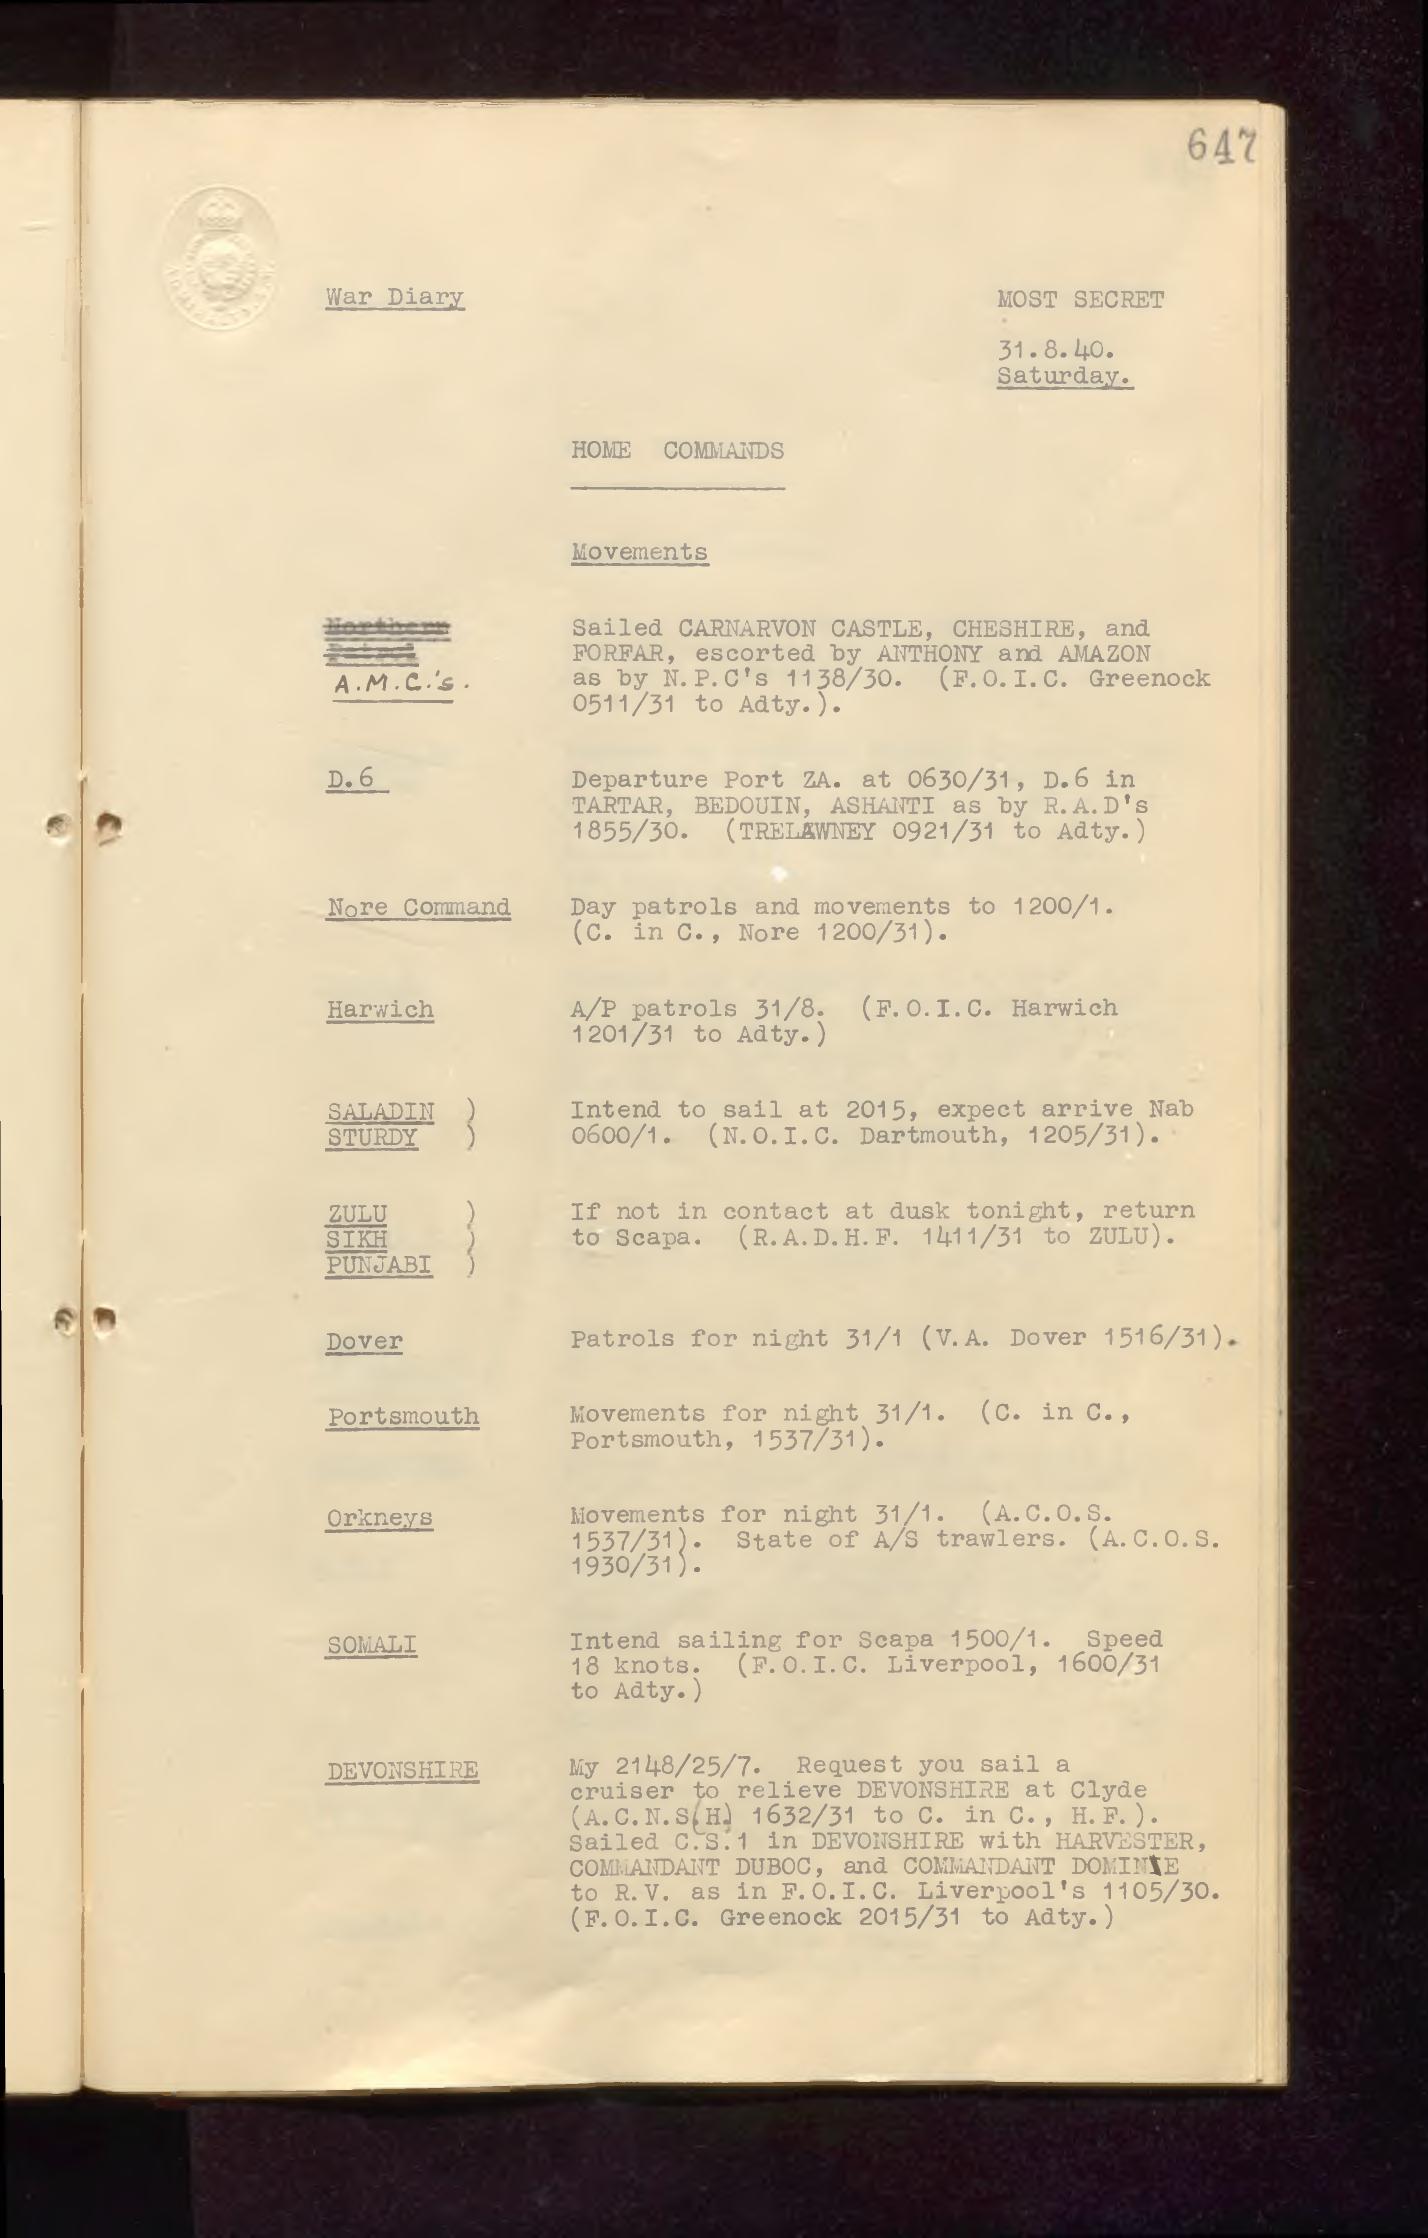 647
War Diary MOST SECRET
31.8.40.
Saturday.
HOME COMMANDS
Movements
Northern Sailed CARNARVON CASTLE, CHESHIRE, and
Patrol FORFAR, escorted by ANTHONY and AMAZON
A.M.C.'s. as by N.P.C's 1138/30. (F.O.I.C. Greenock
0511/31 to Adty.).
D.6 Departure Port ZA. at 0630/31, D.6 in
TARTAR, BEDOUIN, ASHANTI as by R.A.D's
1855/30. (TRELAWNEY 0921/31 to Adty.)
Nore Command Day patrols and movements to 1200/1.
(C. in C., Nore 1200/31).
Harwich A/P patrols 31/8. (F.O.I.C. Harwich
1201/31 to Adty.)
SALADIN ) Intend to sail at 2015, expect arrive Nab
STURDY ) 0600/1. (N.O.I.C. Dartmouth, 1205/31).
ZULU ) If not in contact at dusk tonight, return
SIKH ) to Scapa. (R.A.D.H.F. 1411/31 to ZULU).
PUNJABI )
Dover Patrols for night 31/1 (V.A. Dover 1516/31).
Portsmouth Movements for night 31/1. (C. in C.,
Portsmouth, 1537/31).
Orkneys Movements for night 31/1. (A.C.O.S.
1537/31). State of A/S trawlers. (A.C.O.S.
1930/31).
SOMALI Intend sailing for Scapa 1500/1. Speed
18 knots. (F.O.I.C. Liverpool, 1600/31
to Adty.)
DEVONSHIRE My 2148/25/7. Request you sail a
cruiser to relieve DEVONSHIRE at Clyde
(A.C.N.S.(H.) 1632/31 to C. in C., H.F.).
Sailed C.S.1 in DEVONSHIRE with HARVESTER,
COMMANDANT DUBOC, and COMMANDANT DOMINIE
to R.V. as in F.O.I.C. Liverpool's 1105/30.
(F.O.I.C. Greenock 2015/31 to Adty.)